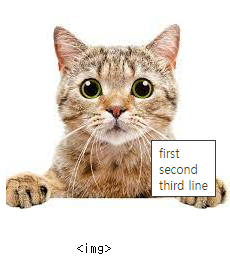 first
second
third line
<img>